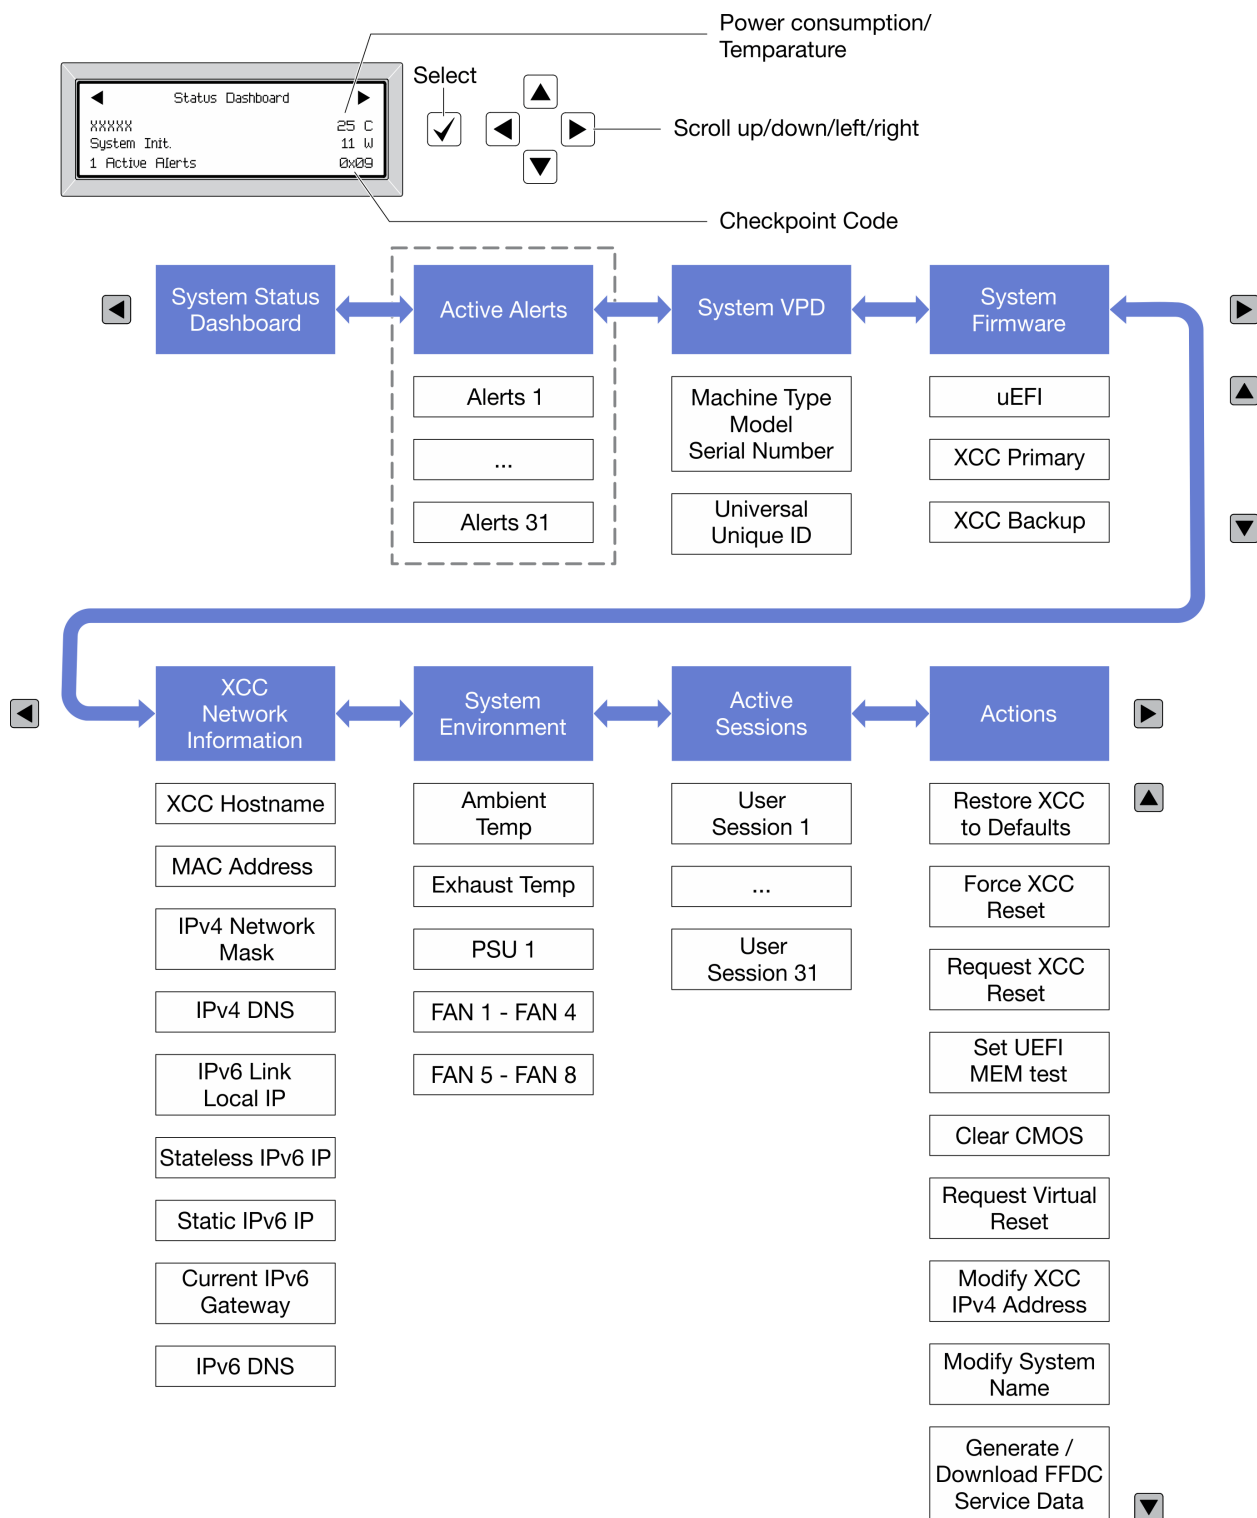 Power consumption/
Temparature
Select
Status Dashboard
XXXXX 25 C
System Init. 11 W
1 Active Alerts 0x09
Scroll up/down/left/right
Checkpoint Code
System Status
Dashboard
Active Alerts
System VPD
System
Firmware
Alerts 1
...
Alerts 31
Machine Type
Model
Serial Number
Universal
Unique ID
uEFI
XCC Primary
XCC Backup
XCC
Network
Information
System
Environment
Active
Sessions
Actions
XCC Hostname
MAC Address
IPv4 Network
Mask
IPv4 DNS
IPv6 Link
Local IP
Stateless IPv6 IP
Static IPv6 IP
Current IPv6
Gateway
IPv6 DNS
Ambient
Temp
Exhaust Temp
PSU 1
FAN 1 - FAN 4
FAN 5 - FAN 8
User
Session 1
...
User
Session 31
Restore XCC
to Defaults
Force XCC
Reset
Request XCC
Reset
Set UEFI
MEM test
Clear CMOS
Request Virtual
Reset
Modify XCC
IPv4 Address
Modify System
Name
Generate /
Download FFDC
Service Data